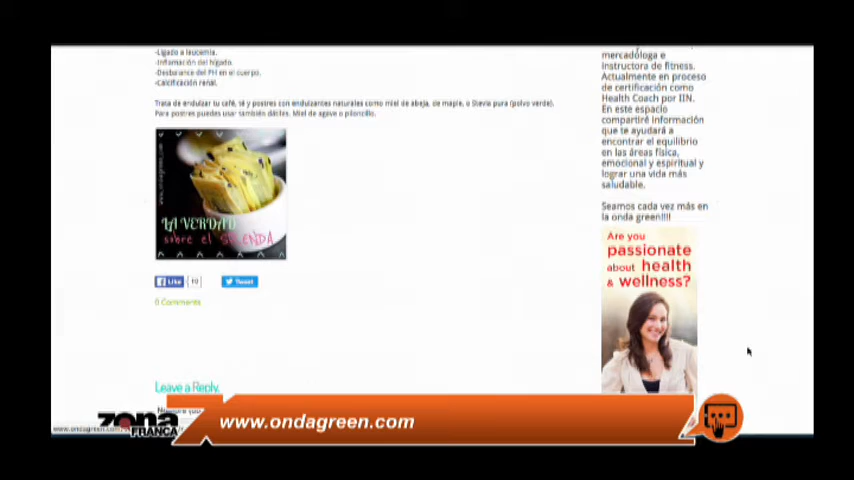 -Ligado a leucemia.
-Inflamación del hígado.
-Desbalance del PH en el cuerpo.
-Calcificación renal.
Trata de endulzar tu café, té y postres con endulzantes naturales como miel de abeja, de maple, o Stevia pura (polvo verde).
Para postres puedes usar también dátiles. Miel de agave o piloncillo.
www.ondagreen.com
LA VERDAD
sobre el SPLENDA
Like
10
Tweet
0 Comments
Leave a Reply.
mercadóloga e
instructora de fitness.
Actualmente en proceso
de certificación como
Health Coach por IIN.
En este espacio
compartiré información
que te ayudará a
encontrar el equilibrio
en las áreas física,
emocional y espiritual y
lograr una vida más
saludable.
Seamos cada vez más en
la onda green!!!!
Are you
passionate
about health
& wellness?
zona
FRANCA
www.ondagreen.com